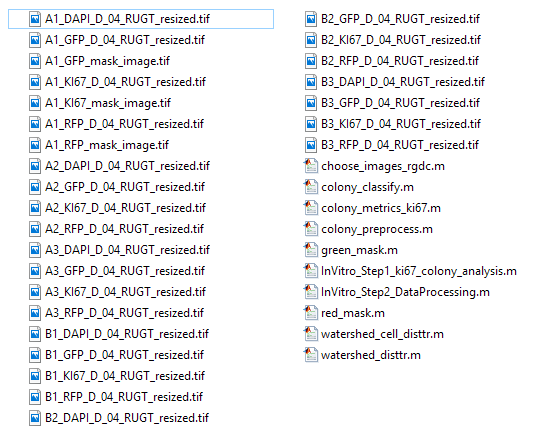 A1_DAPI_D_04_RUGT_resized.tif
A1_GFP_D_04_RUGT_resized.tif
A1_GFP_mask_image.tif
A1_KI67_D_04_RUGT_resized.tif
A1_KI67_mask_image.tif
A1_RFP_D_04_RUGT_resized.tif
A1_RFP_mask_image.tif
A2_DAPI_D_04_RUGT_resized.tif
A2_GFP_D_04_RUGT_resized.tif
A2_KI67_D_04_RUGT_resized.tif
A2_RFP_D_04_RUGT_resized.tif
A3_DAPI_D_04_RUGT_resized.tif
A3_GFP_D_04_RUGT_resized.tif
A3_KI67_D_04_RUGT_resized.tif
A3_RFP_D_04_RUGT_resized.tif
B1_DAPI_D_04_RUGT_resized.tif
B1_GFP_D_04_RUGT_resized.tif
B1_KI67_D_04_RUGT_resized.tif
B1_RFP_D_04_RUGT_resized.tif
B2_DAPI_D_04_RUGT_resized.tif
B2_GFP_D_04_RUGT_resized.tif
B2_KI67_D_04_RUGT_resized.tif
B2_RFP_D_04_RUGT_resized.tif
B3_DAPI_D_04_RUGT_resized.tif
B3_GFP_D_04_RUGT_resized.tif
B3_KI67_D_04_RUGT_resized.tif
B3_RFP_D_04_RUGT_resized.tif
choose_images_rgdc.m
colony_classify.m
colony_metrics_ki67.m
colony_preprocess.m
green_mask.m
InVitro_Step1_ki67_colony_analysis.m
InVitro_Step2_DataProcessing.m
red_mask.m
watershed_cell_disttr.m
watershed_disttr.m